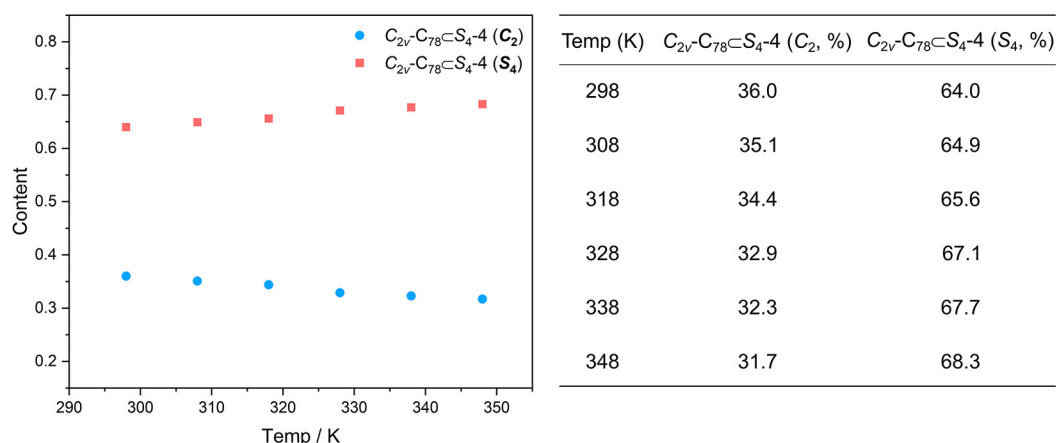 0.8
0.7
0.6
0.5
0.4
0.3
0.2
Content
290 300 310 320 330 340 350
Temp / K
C2v-C78⊂S4-4 (C2)
C2v-C78⊂S4-4 (S4)
Temp (K) C2v-C78⊂S4-4 (C2, %) C2v-C78⊂S4-4 (S4, %)
298 36.0 64.0
308 35.1 64.9
318 34.4 65.6
328 32.9 67.1
338 32.3 67.7
348 31.7 68.3